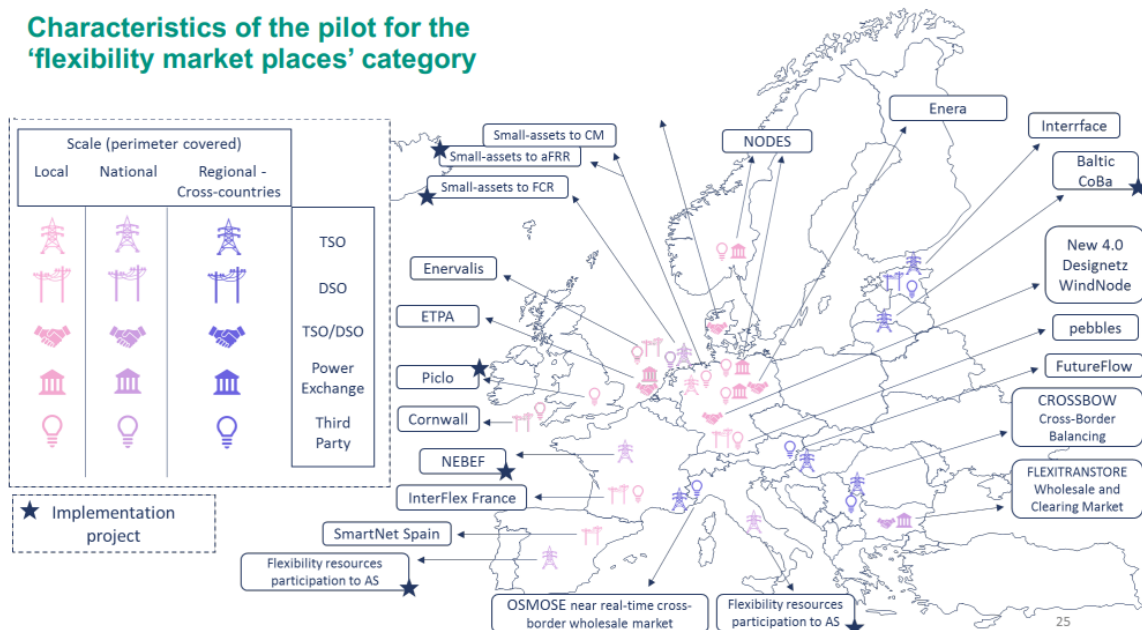 Characteristics of the pilot for the
‘flexibility market places’ category
Scale (perimeter covered)
Local
National
Regional -
Cross-countries
TSO
DSO
TSO/DSO
Power
Exchange
Third
Party
Implementation
project
Small-assets to CM
Small-assets to aFRR
Small-assets to FCR
Enervalis
ETPA
Piclo
Cornwall
NEBEF
InterFlex France
SmartNet Spain
Flexibility resources
participation to AS
NODES
Enera
Interrface
Baltic
CoBa
New 4.0
Designetz
WindNode
pebbles
FutureFlow
CROSSBOW
Cross-Border
Balancing
FLEXITRANSTORE
Wholesale and
Clearing Market
OSMOSE near real-time cross-
border wholesale market
Flexibility resources
participation to AS
25